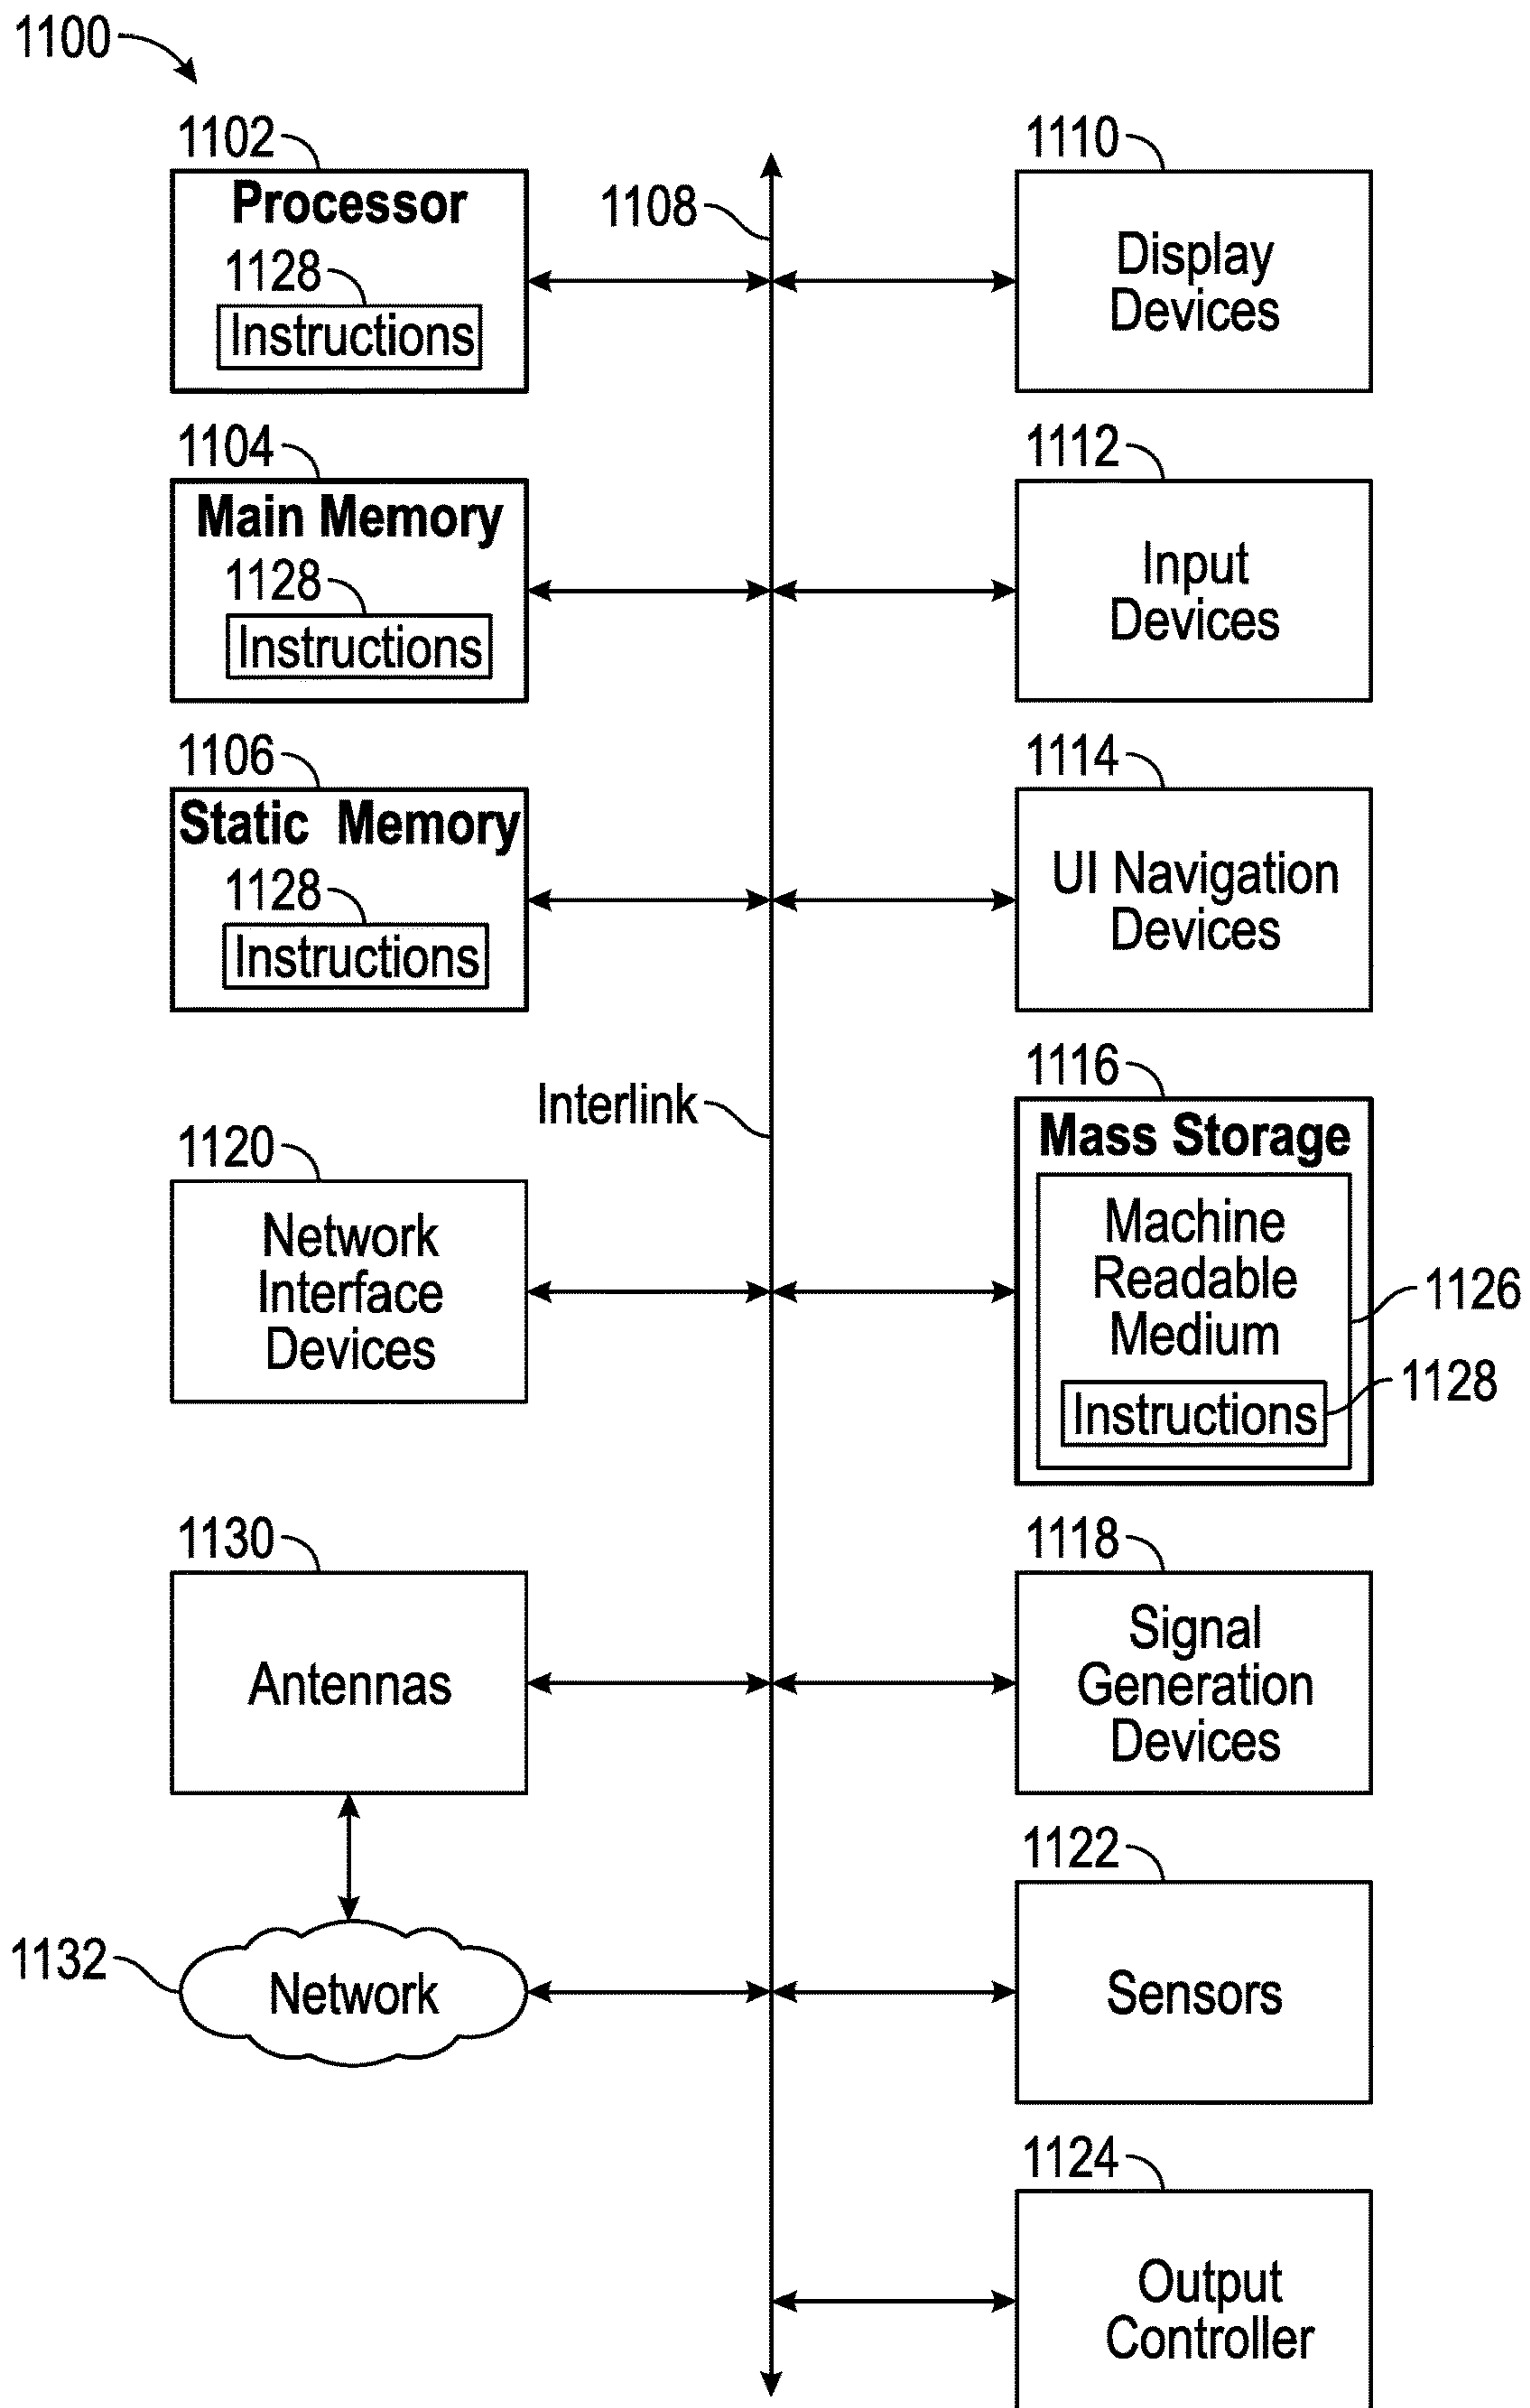 1100
1102
Processor
1128
Instructions
1108
1110
Display
Devices
1104
Main Memory
1128
Instructions
1112
Input
Devices
1106
Static Memory
1128
Instructions
1114
UI Navigation
Devices
Interlink
1120
Network
Interface
Devices
1116
Mass Storage
Machine
Readable
Medium
1126
Instructions
1128
1130
Antennas
1118
Signal
Generation
Devices
1132
Network
1122
Sensors
1124
Output
Controller